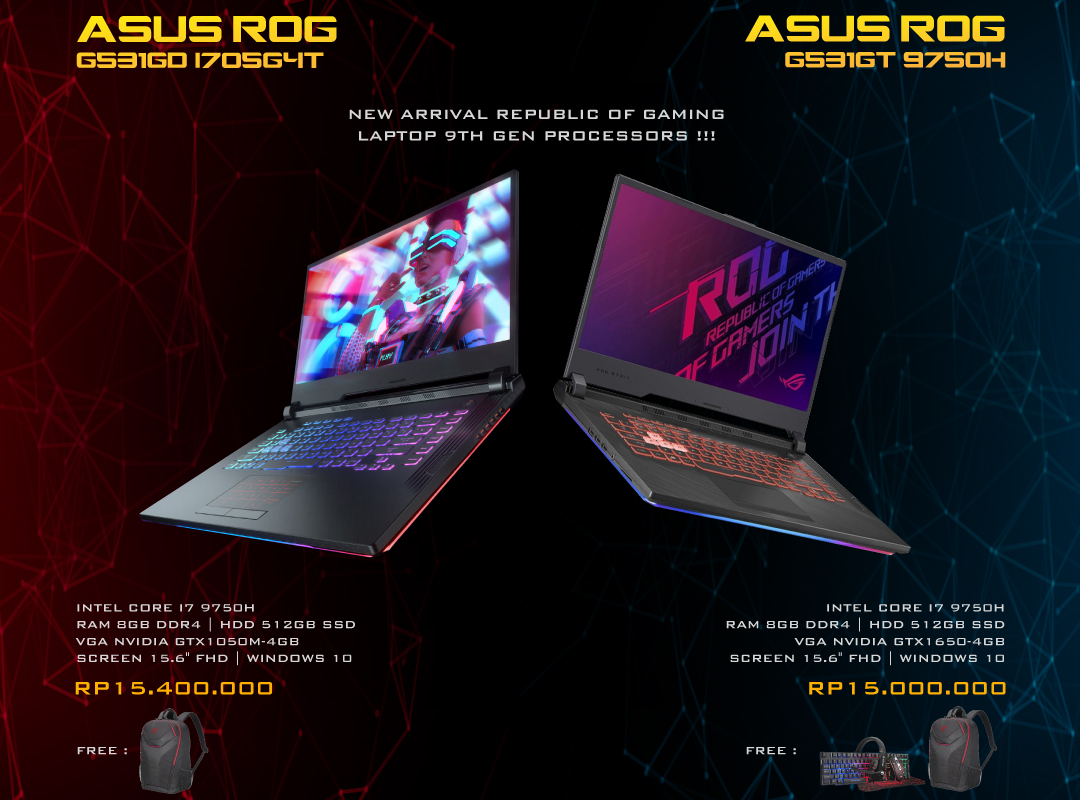 ASUS ROG
G531GD I705G4T
ASUS ROG
G531GT 9750H
NEW ARRIVAL REPUBLIC OF GAMING
LAPTOP 9TH GEN PROCESSORS !!!
PLAY
ROG
REPUBLIC OF GAMERS
OF GAMERS
JOIN TH
INTEL CORE I7 9750H
RAM 8GB DDR4 | HDD 512GB SSD
VGA NVIDIA GTX1050M-4GB
SCREEN 15.6" FHD | WINDOWS 10
RP15.400.000
FREE :
INTEL CORE I7 9750H
RAM 8GB DDR4 | HDD 512GB SSD
VGA NVIDIA GTX1650-4GB
SCREEN 15.6" FHD | WINDOWS 10
RP15.000.000
FREE :